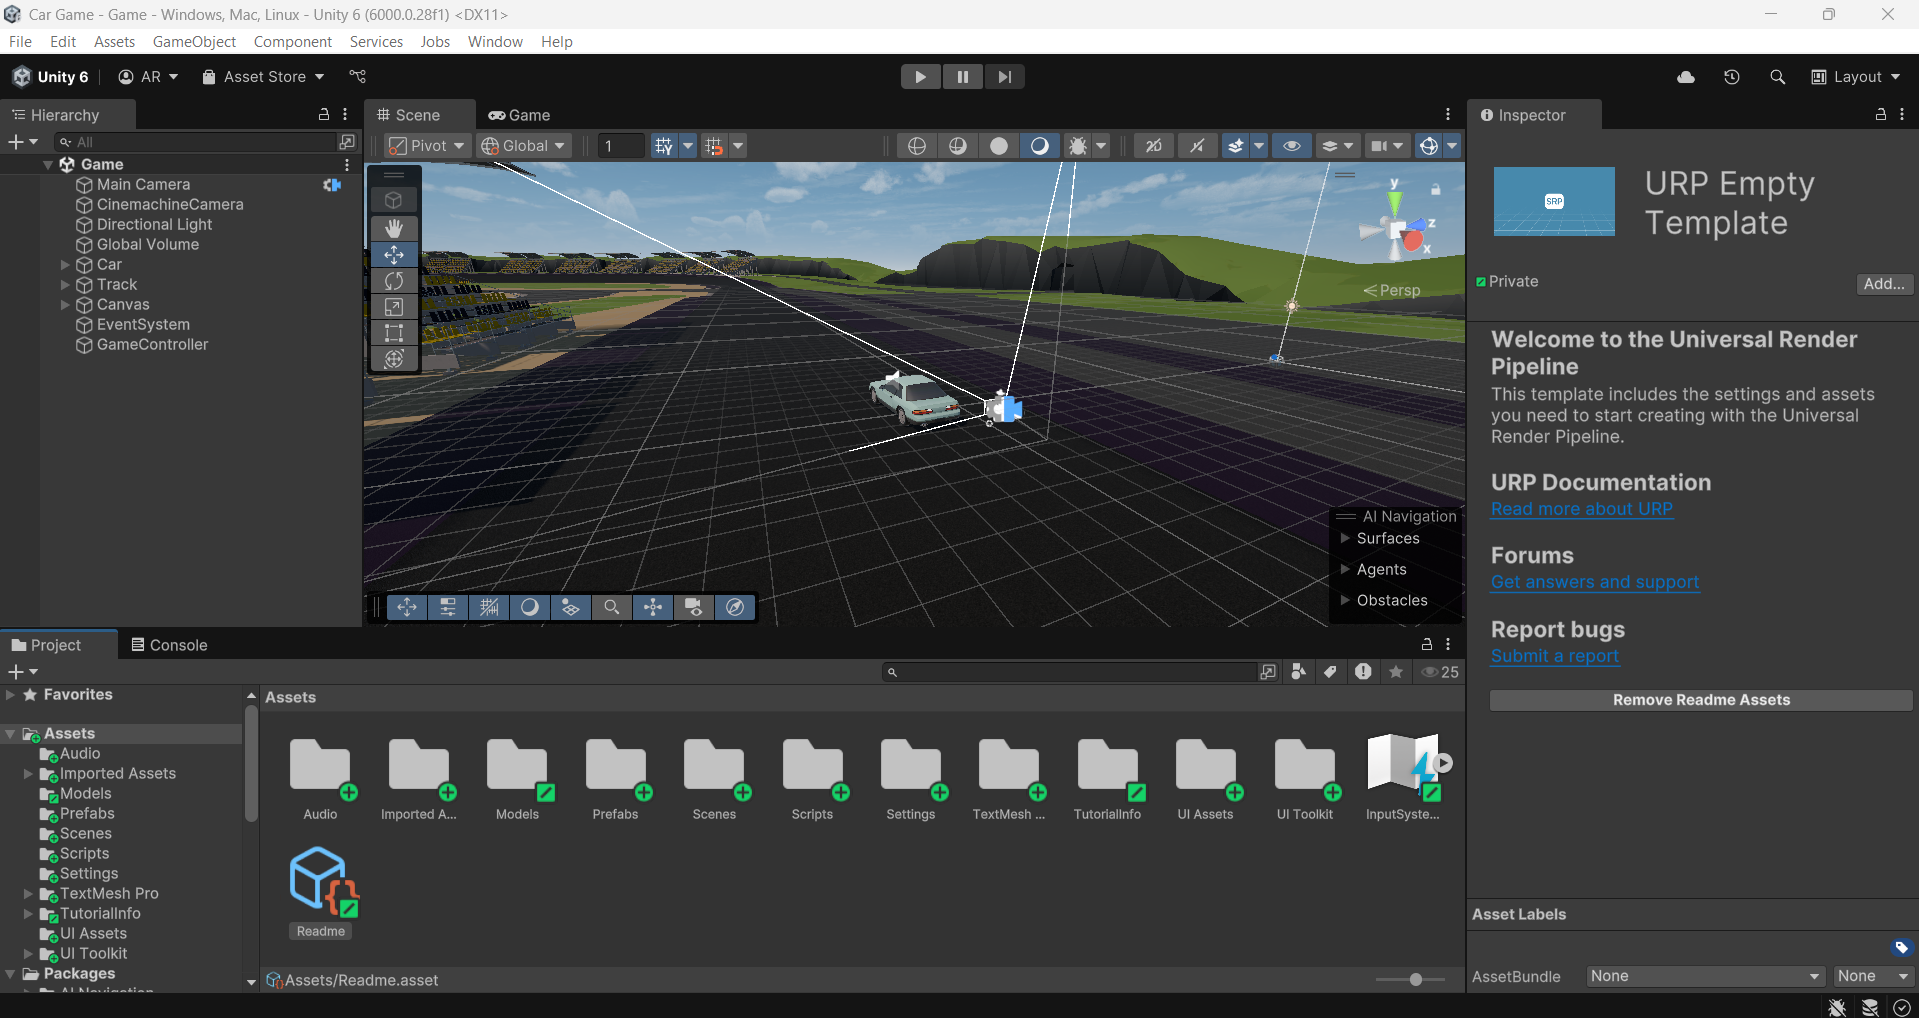 Car Game - Game - Windows, Mac, Linux - Unity 6 (6000.0.28f1) <DX11>
File Edit Assets GameObject Component Services Jobs Window Help
Unity 6 AR Asset Store Layout
Hierarchy
All
Game
Main Camera
CinemachineCamera
Directional Light
Global Volume
Car
Track
Canvas
EventSystem
GameController
Scene Game
Pivot Global 1 2D
y
z
x
Persp
AI Navigation
Surfaces
Agents
Obstacles
Inspector
SRP
URP Empty
Template
Private
Add...
Welcome to the Universal Render
Pipeline
This template includes the settings and assets
you need to start creating with the Universal
Render Pipeline.
URP Documentation
Read more about URP
Forums
Get answers and support
Report bugs
Submit a report
Remove Readme Assets
Project Console
25
Favorites
Assets
Audio
Imported Assets
Models
Prefabs
Scenes
Scripts
Settings
TextMesh Pro
TutorialInfo
UI Assets
UI Toolkit
Packages
AI Navigation
Assets
Audio Imported A... Models Prefabs Scenes Scripts Settings TextMesh ... TutorialInfo UI Assets UI Toolkit InputSyste...
Readme
Assets/Readme.asset
Asset Labels
AssetBundle None None